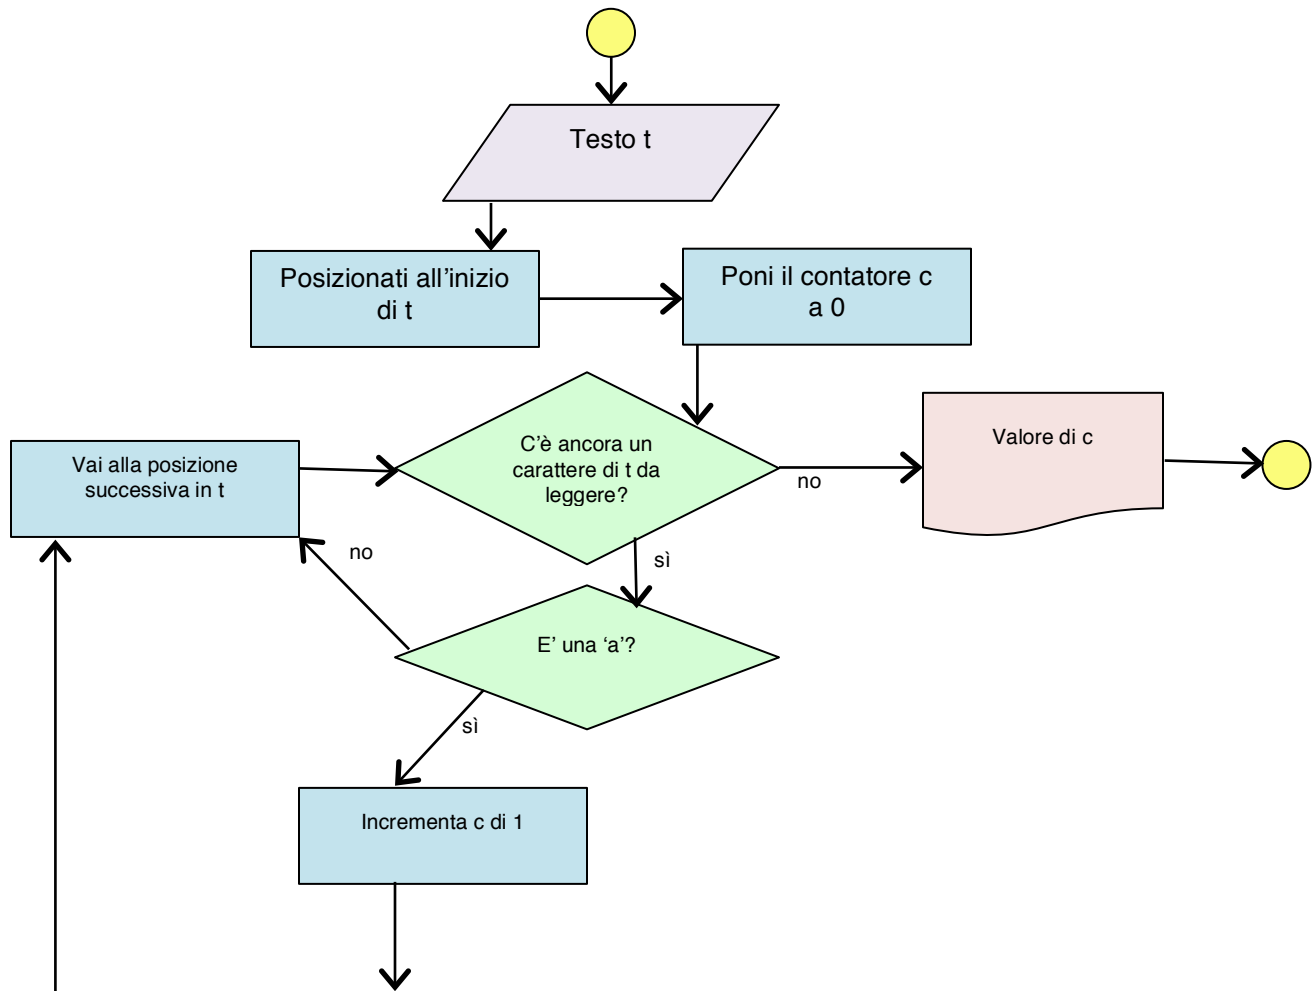 Testo t
Posizionati all’inizio
di t
Poni il contatore c
a 0
C’è ancora un
carattere di t da
leggere?
Valore di c
Vai alla posizione
successiva in t
no
no
sì
E’ una ‘a’?
sì
Incrementa c di 1